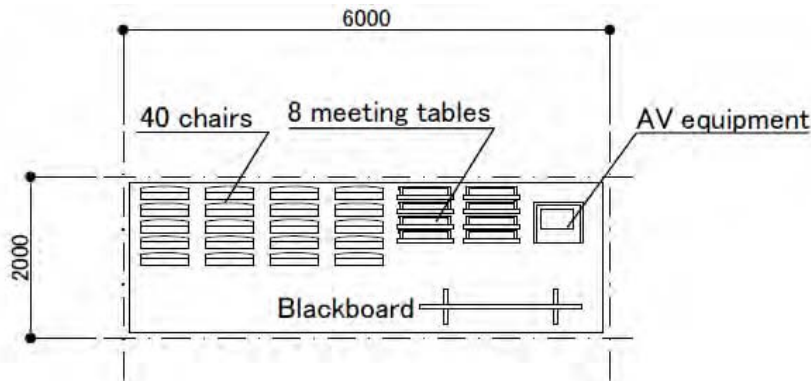 6000
40 chairs
8 meeting tables
AV equipment
2000
Blackboard